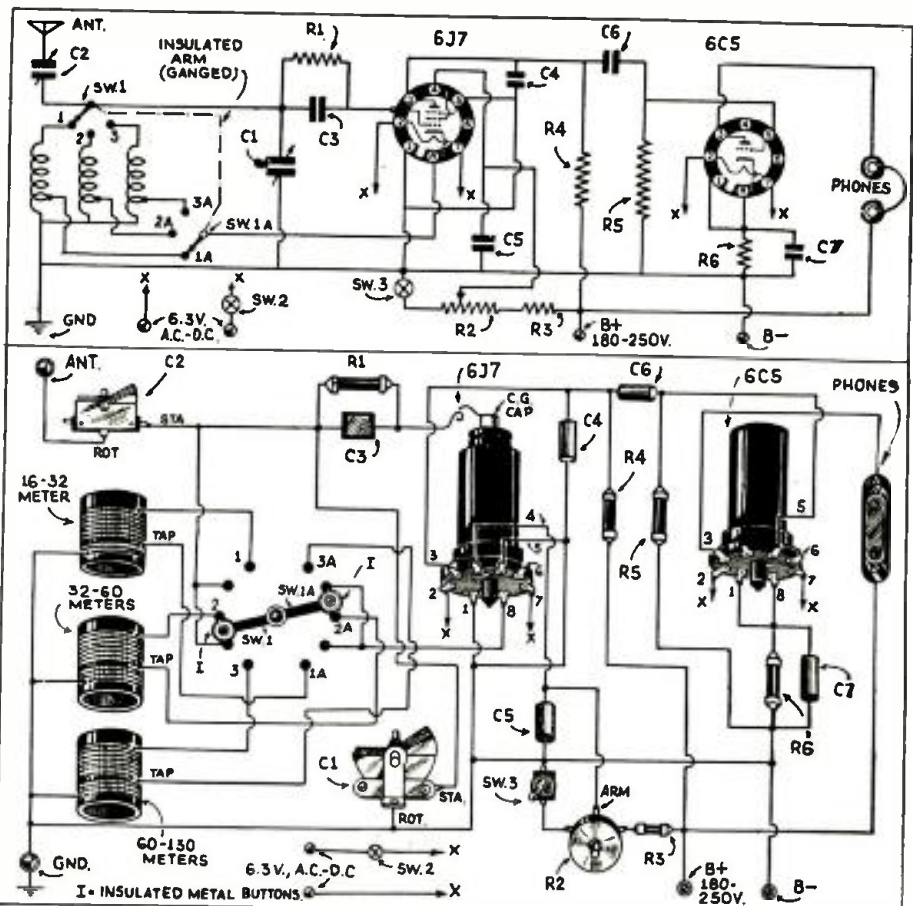 ANT.
C2
SW.1
INSULATED
ARM
(GANGED)
R1
6J7
C6
6C5
1
2
3
C1
C3
C4
R4
X
X
R5
X
X
PHONES
3A
2A
SW.1A
1A
C5
R6
C7
X
X
SW.2
SW.3
GND
6.3V.
A.C.-D.C.
R2
R3
B+
180-250V.
B-
ANT.
C2
R1
6J7
C6
6C5
PHONES
STA
ROT
C3
C.G.
CAP
C4
R4
16-32
METER
TAP
1
3A
I
3
4
5
6
R5
3
5
6
32-60
METERS
2
SW.1A
2
1
8
7
2
1
8
7
X
X
X
X
SW.1
2A
I
TAP
3
1A
C5
C7
R6
TAP
C1
STA.
SW.3
ARM
ROT.
60-130
METERS
R2
R3
GND.
6.3V., A.C.-D.C
SW.2
X
B+
180-
250V.
B-
I = INSULATED METAL BUTTONS.
X